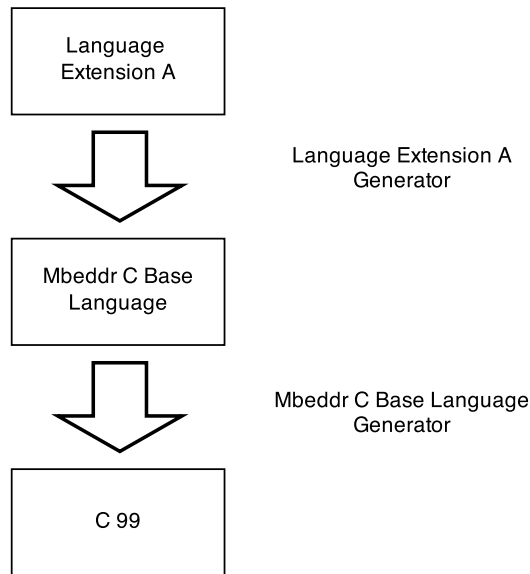 Language
Extension A
Language Extension A
Generator
Mbeddr C Base
Language
Mbeddr C Base Language
Generator
C 99